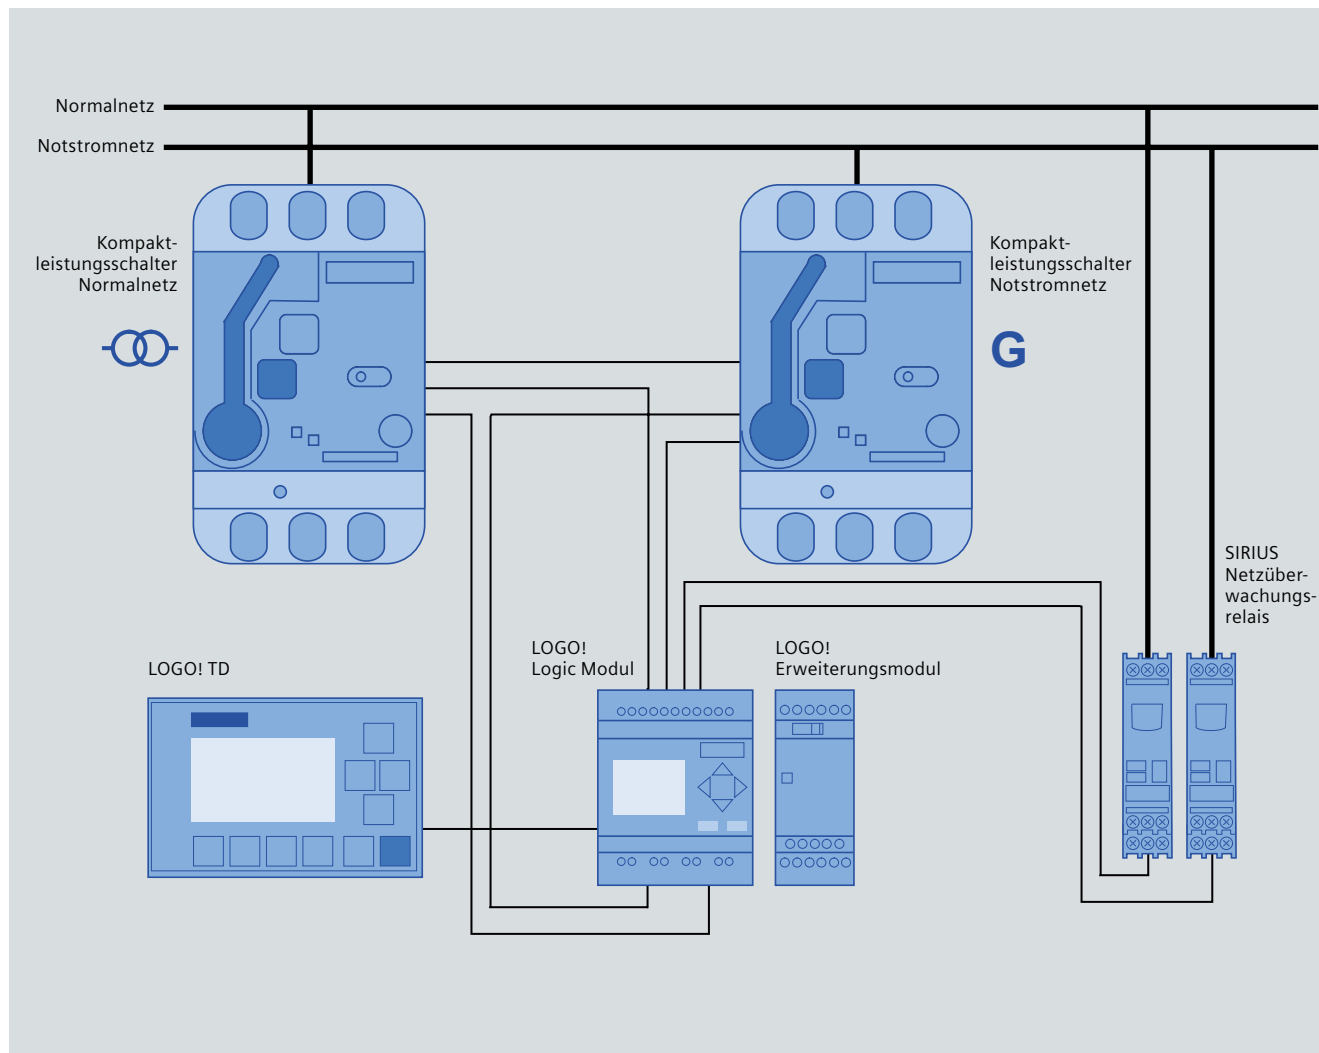 Normalnetz
Notstromnetz
Kompakt-
leistungsschalter
Normalnetz
Kompakt-
leistungsschalter
Notstromnetz
G
SIRIUS
Netzüber-
wachungs-
relais
LOGO! TD
LOGO!
Logic Modul
LOGO!
Erweiterungsmodul